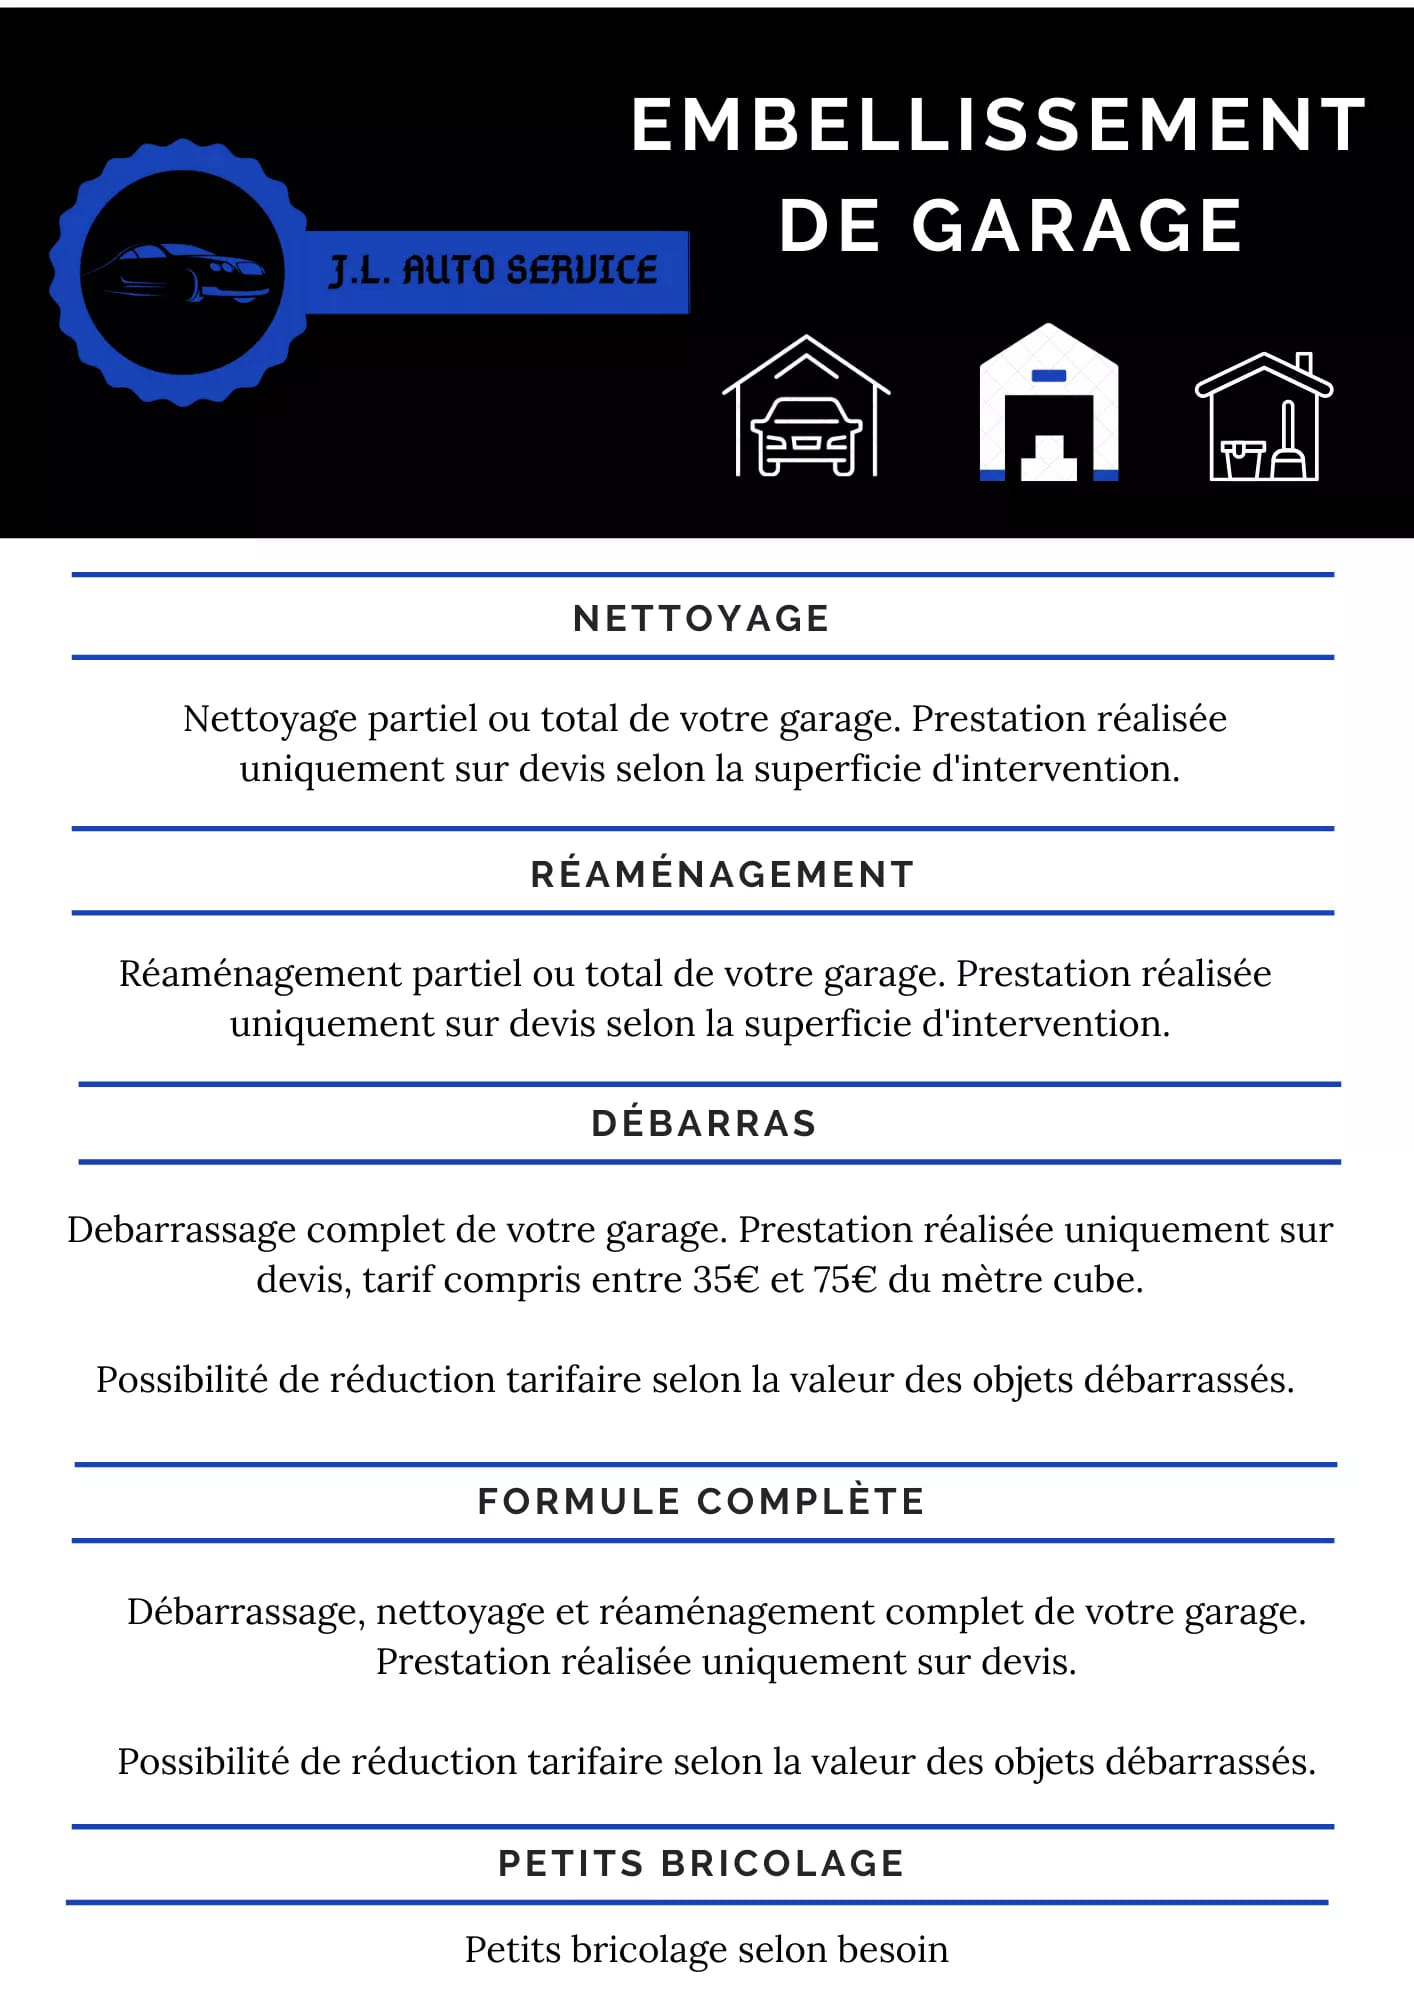 EMBELLISSEMENT
DE GARAGE
J.L. AUTO SERVICE
NETTOYAGE
Nettoyage partiel ou total de votre garage. Prestation réalisée
uniquement sur devis selon la superficie d'intervention.
RÉAMÉNAGEMENT
Réaménagement partiel ou total de votre garage. Prestation réalisée
uniquement sur devis selon la superficie d'intervention.
DÉBARRAS
Debarrassage complet de votre garage. Prestation réalisée uniquement sur
devis, tarif compris entre 35€ et 75€ du mètre cube.
Possibilité de réduction tarifaire selon la valeur des objets débarrassés.
FORMULE COMPLÈTE
Débarrassage, nettoyage et réaménagement complet de votre garage.
Prestation réalisée uniquement sur devis.
Possibilité de réduction tarifaire selon la valeur des objets débarrassés.
PETITS BRICOLAGE
Petits bricolage selon besoin